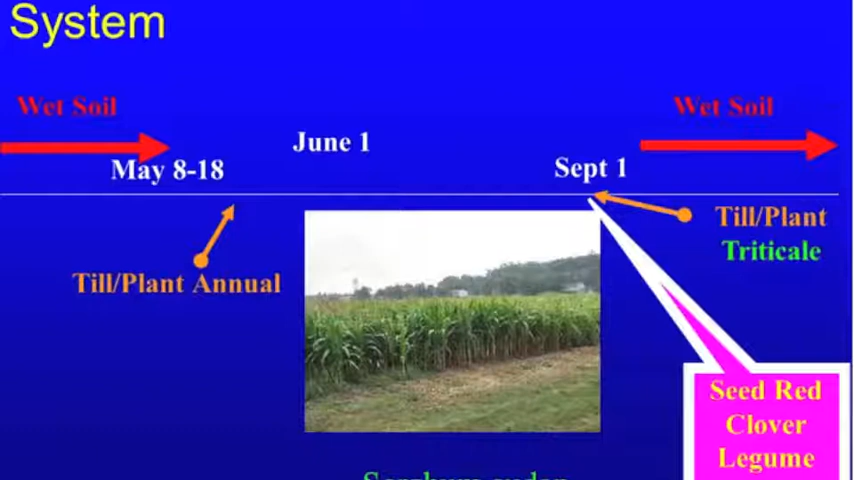 System
Wet Soil
Wet Soil
June 1
May 8-18
Sept 1
Till/Plant
Triticale
Till/Plant Annual
Seed Red
Clover
Legume